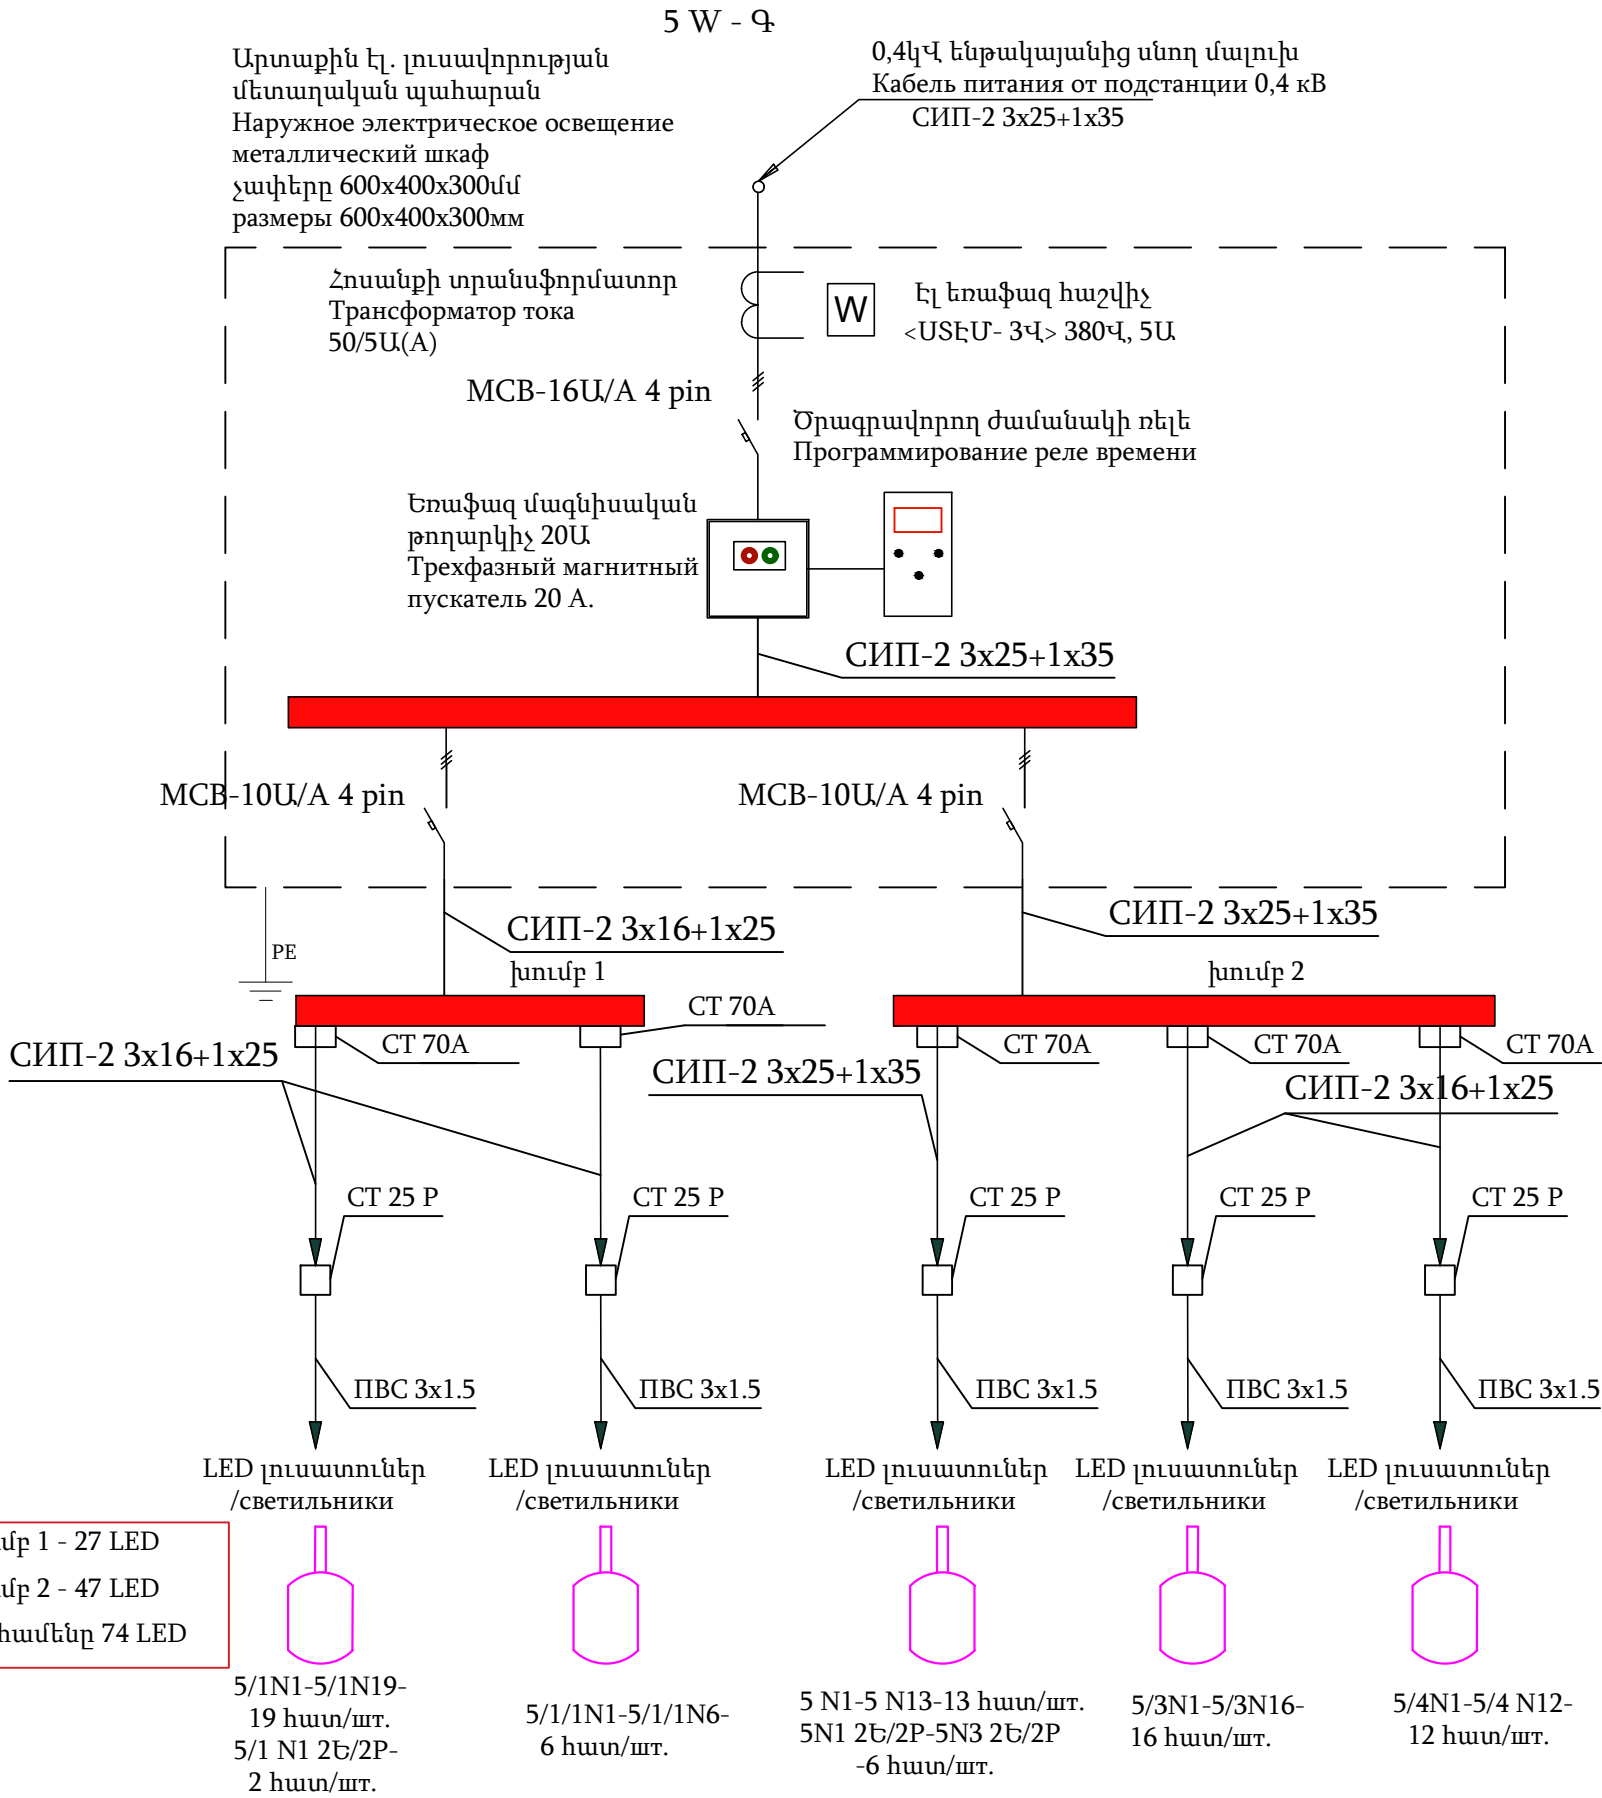 5 W - Գ
Արտաքին էլ. լուսավորության
մետաղական պահարան
Наружное электрическое освещение
металлический шкаф
չափերը 600x400x300մմ
размеры 600x400x300мм
0,4կՎ ենթակայանից սնող մալուխ
Кабель питания от подстанции 0,4 кВ
СИП-2 3x25+1x35
Հոսանքի տրանսֆորմատոր
Трансформатор тока
50/5Ա(A)
W
Էլ եռաֆազ հաշվիչ
<ՍՏԷՄ- 3Վ> 380Վ, 5Ա
MCB-16Ա/A 4 pin
Ծրագրավորող ժամանակի ռելե
Программирование реле времени
Եռաֆազ մագնիսական
թողարկիչ 20Ա
Трехфазный магнитный
пускатель 20 А.
СИП-2 3x25+1x35
MCB-10Ա/A 4 pin
MCB-10Ա/A 4 pin
СИП-2 3x16+1x25
СИП-2 3x25+1x35
PE
խումբ 1
խումբ 2
CT 70A
CT 70A
CT 70A
CT 70A
CT 70A
СИП-2 3x16+1x25
СИП-2 3x25+1x35
СИП-2 3x16+1x25
CT 25 P
CT 25 P
CT 25 P
CT 25 P
CT 25 P
ПВС 3x1.5
ПВС 3x1.5
ПВС 3x1.5
ПВС 3x1.5
ПВС 3x1.5
LED լուսատուներ
/светильники
LED լուսատուներ
/светильники
LED լուսատուներ
/светильники
LED լուսատուներ
/светильники
LED լուսատուներ
/светильники
1 - 27 LED
2 - 47 LED
74 LED
5/1N1-5/1N19-
19 հատ/шт.
5/1 N1 2Ե/2P-
2 հատ/шт.
5/1/1N1-5/1/1N6-
6 հատ/шт.
5 N1-5 N13-13 հատ/шт.
5N1 2Ե/2P-5N3 2Ե/2P
-6 հատ/шт.
5/3N1-5/3N16-
16 հատ/шт.
5/4N1-5/4 N12-
12 հատ/шт.